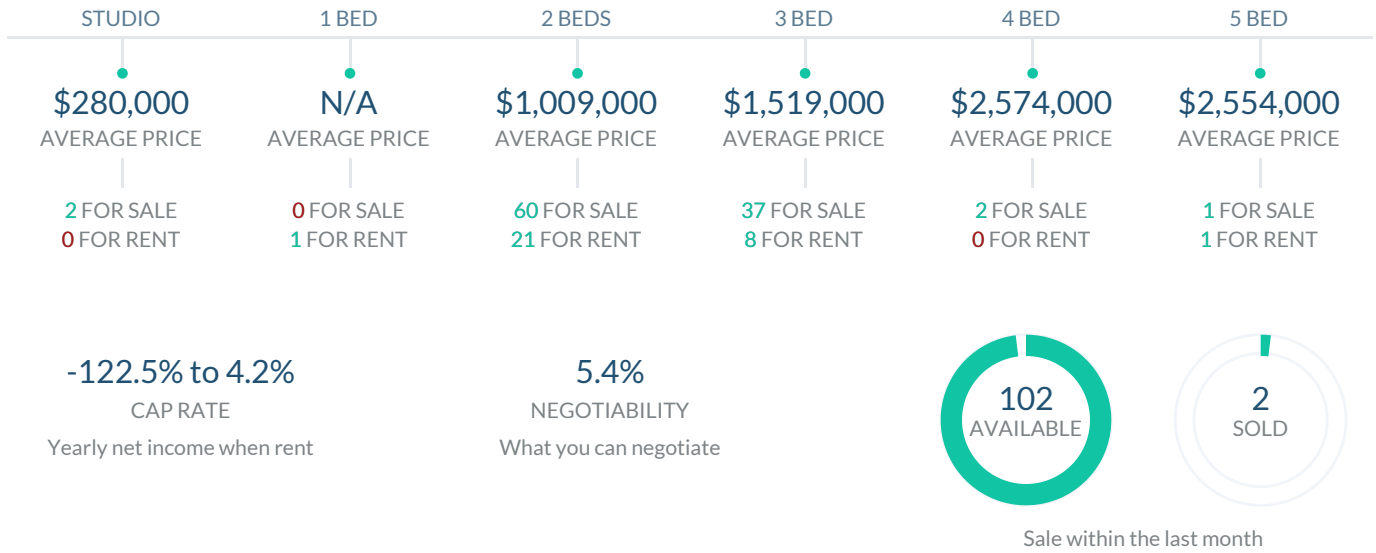 STUDIO
1 BED
2 BEDS
3 BED
4 BED
5 BED
$280,000
N/A
$1,009,000
$1,519,000
$2,574,000
$2,554,000
AVERAGE PRICE
AVERAGE PRICE
AVERAGE PRICE
AVERAGE PRICE
AVERAGE PRICE
AVERAGE PRICE
2 FOR SALE
0 FOR SALE
60 FOR SALE
37 FOR SALE
2 FOR SALE
1 FOR SALE
0 FOR RENT
1 FOR RENT
21 FOR RENT
8 FOR RENT
0 FOR RENT
1 FOR RENT
-122.5% to 4.2%
CAP RATE
Yearly net income when rent
5.4%
NEGOTIABILITY
What you can negotiate
102
AVAILABLE
2
SOLD
Sale within the last month